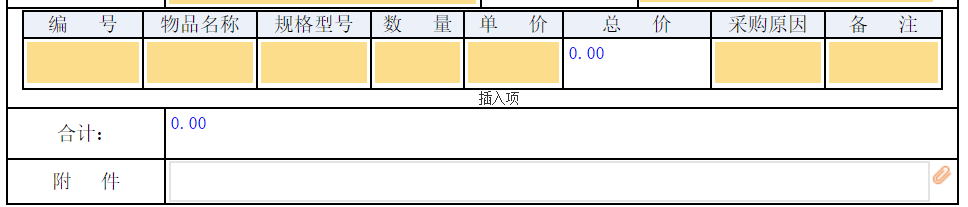 编 号 物品名称 规格型号 数 量 单 价 总 价 采购原因 备 注
0.00
插入项
合计： 0.00
附 件